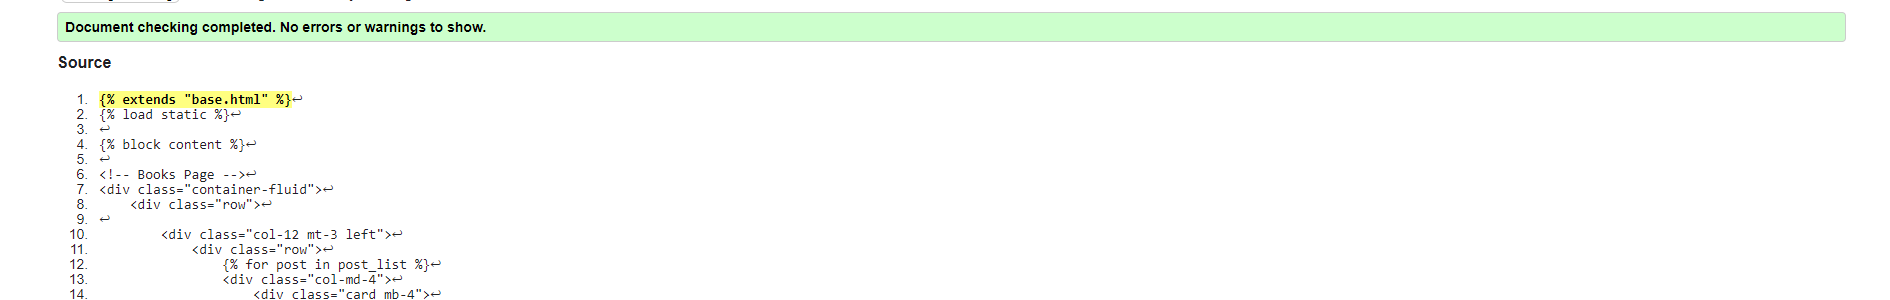 Document checking completed. No errors or warnings to show.
Source
1. {% extends "base.html" %}↩
2. {% load static %}↩
3. ↩
4. {% block content %}↩
5. ↩
6. <!-- Books Page -->↩
7. <div class="container-fluid">↩
8.     <div class="row">↩
9. ↩
10.         <div class="col-12 mt-3 left">↩
11.             <div class="row">↩
12.                 {% for post in post_list %}↩
13.                 <div class="col-md-4">↩
14.                     <div class="card mb-4">↩